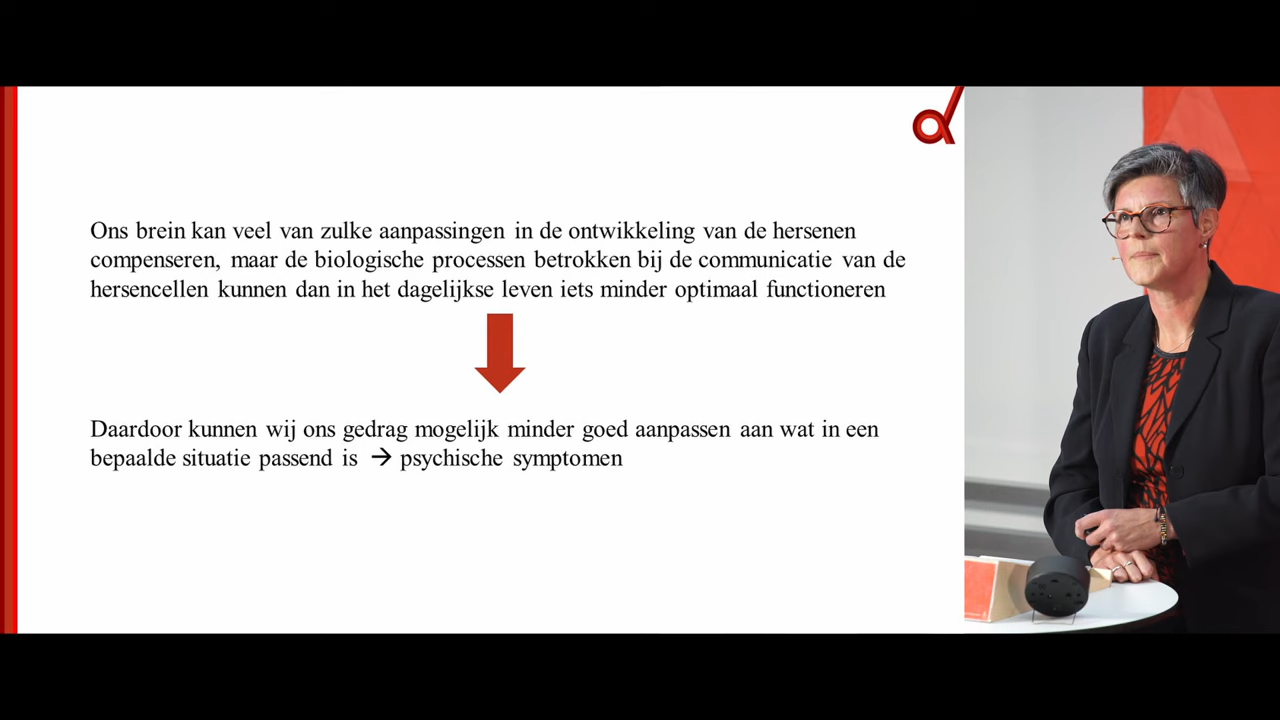 Ons brein kan veel van zulke aanpassingen in de ontwikkeling van de hersenen
compenseren, maar de biologische processen betrokken bij de communicatie van de
hersencellen kunnen dan in het dagelijkse leven iets minder optimaal functioneren
Daardoor kunnen wij ons gedrag mogelijk minder goed aanpassen aan wat in een
bepaalde situatie passend is → psychische symptomen